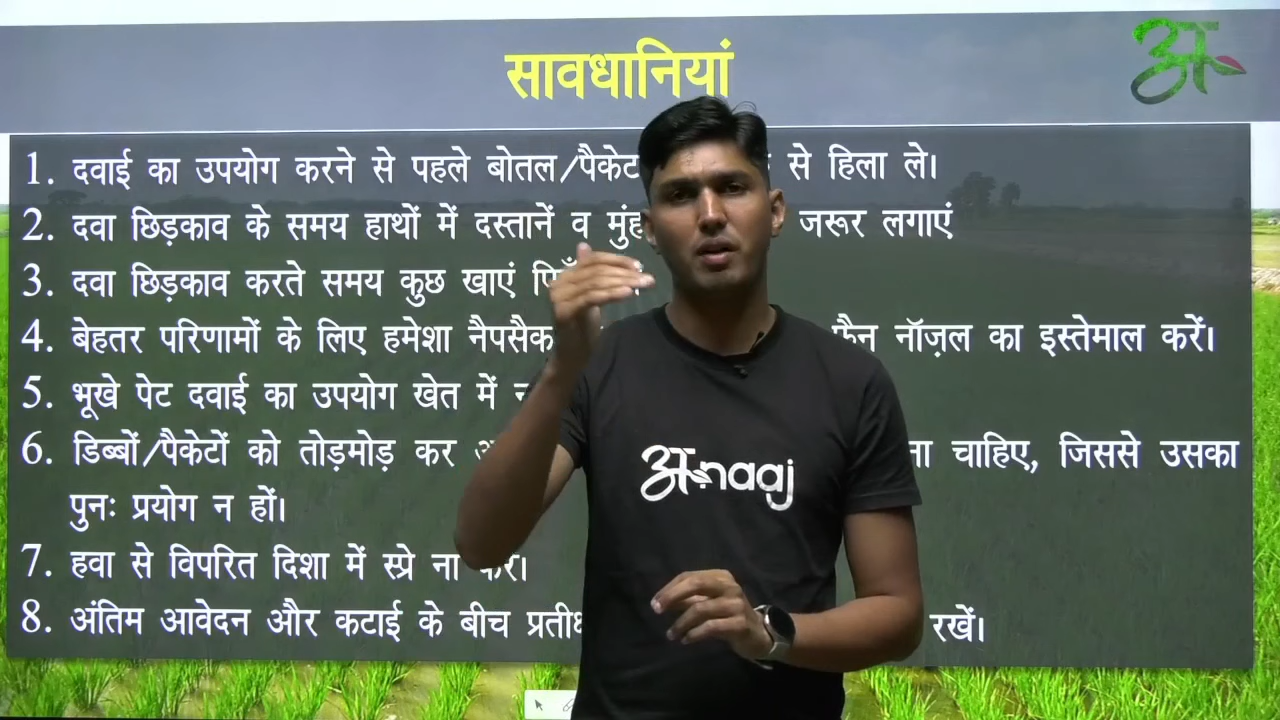 सावधानियां
अ
1. दवाई का उपयोग करने से पहले बोतल/पैकेट से हिला ले।
2. दवा छिड़काव के समय हाथों में दस्तानें व जरूर लगाएं
3. दवा छिड़काव करते समय कुछ खाएं
4. बेहतर परिणामों के लिए हमेशा नैपसैक फैन नॉज़ल का इस्तेमाल करें।
5. भूखे पेट दवाई का उपयोग खेत में
6. डिब्बों/पैकेटों को तोड़मोड़ कर चाहिए, जिससे उसका
पुनः प्रयोग न हों।
7. हवा से विपरित दिशा में स्प्रे ना करें।
8. अंतिम आवेदन और कटाई के बीच रखें।
अnaaj